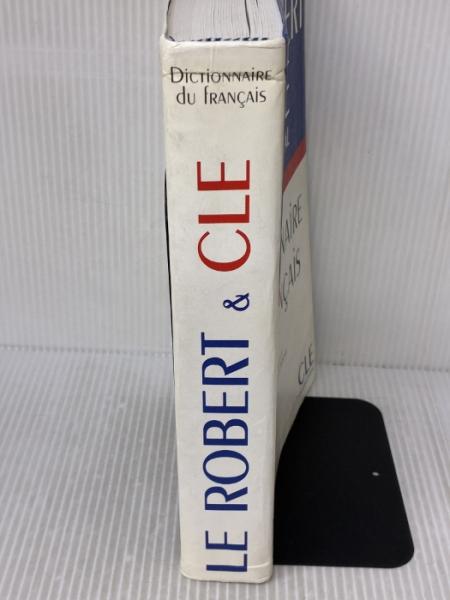 Dictionnaire
du français
LE ROBERT & CLE
CLE